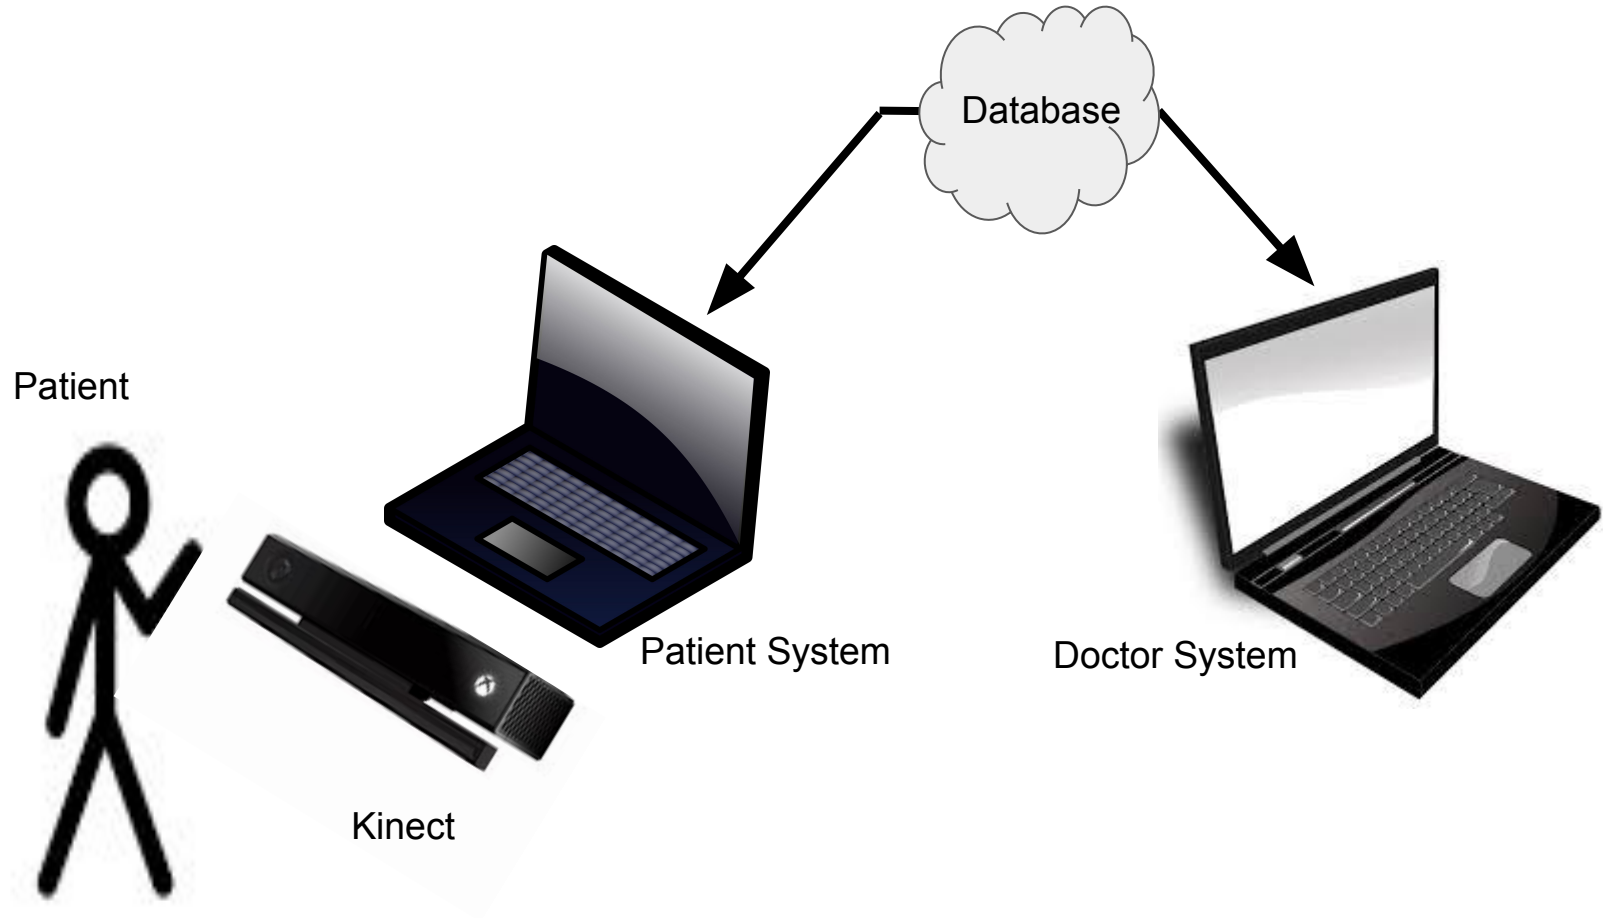 Database
Patient
Patient System
Doctor System
Kinect